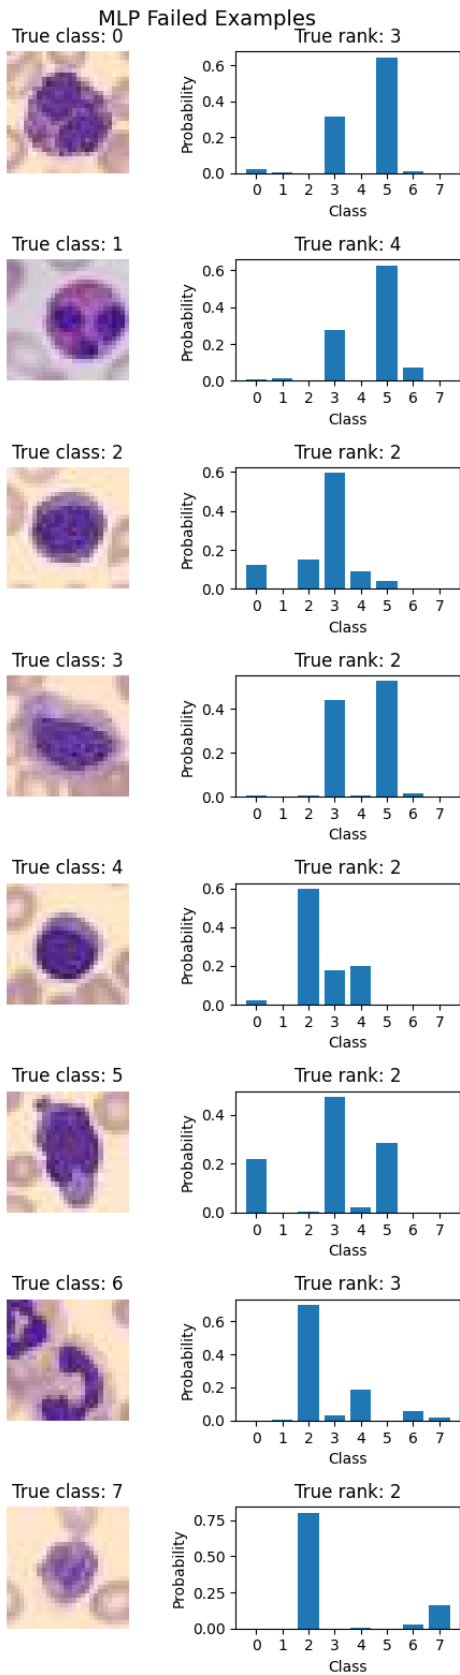 MLP Failed Examples
True class: 0
True rank: 3
Probability
0.6
0.4
0.2
0.0
0 1 2 3 4 5 6 7
Class
True class: 1
True rank: 4
Probability
0.6
0.4
0.2
0.0
0 1 2 3 4 5 6 7
Class
True class: 2
True rank: 2
Probability
0.6
0.4
0.2
0.0
0 1 2 3 4 5 6 7
Class
True class: 3
True rank: 2
Probability
0.4
0.2
0.0
0 1 2 3 4 5 6 7
Class
True class: 4
True rank: 2
Probability
0.6
0.4
0.2
0.0
0 1 2 3 4 5 6 7
Class
True class: 5
True rank: 2
Probability
0.4
0.2
0.0
0 1 2 3 4 5 6 7
Class
True class: 6
True rank: 3
Probability
0.6
0.4
0.2
0.0
0 1 2 3 4 5 6 7
Class
True class: 7
True rank: 2
Probability
0.75
0.50
0.25
0.00
0 1 2 3 4 5 6 7
Class